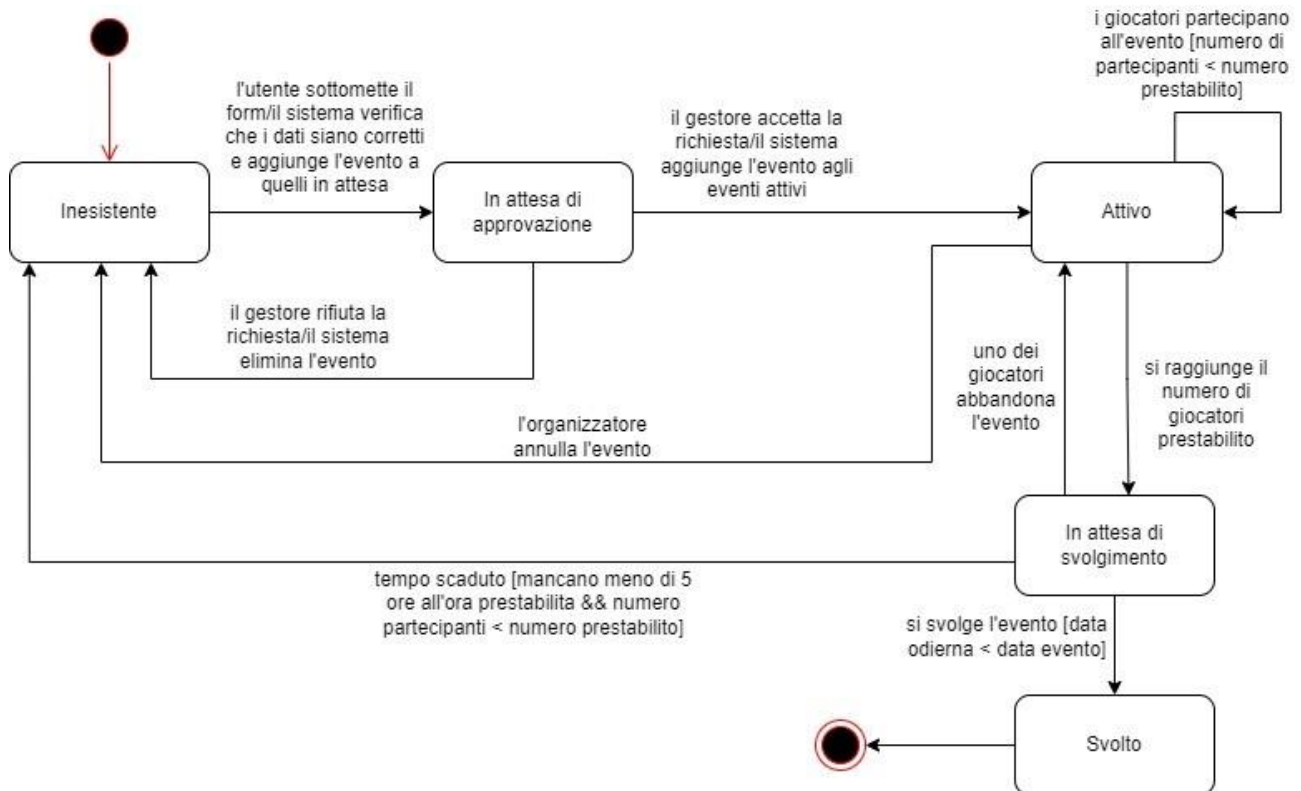 i giocatori partecipano
all'evento [numero di
partecipanti < numero
prestabilito]
l'utente sottomette il
form/il sistema verifica
che i dati siano corretti
e aggiunge l'evento a
quelli in attesa
il gestore accetta la
richiesta/il sistema
aggiunge l'evento agli
eventi attivi
Inesistente
In attesa di
approvazione
Attivo
il gestore rifiuta la
richiesta/il sistema
elimina l'evento
uno dei
giocatori
abbandona
l'evento
si raggiunge il
numero di
giocatori
prestabilito
l'organizzatore
annulla l'evento
In attesa di
svolgimento
tempo scaduto [mancano meno di 5
ore all'ora prestabilita && numero
partecipanti < numero prestabilito]
si svolge l'evento [data
odierna < data evento]
Svolto